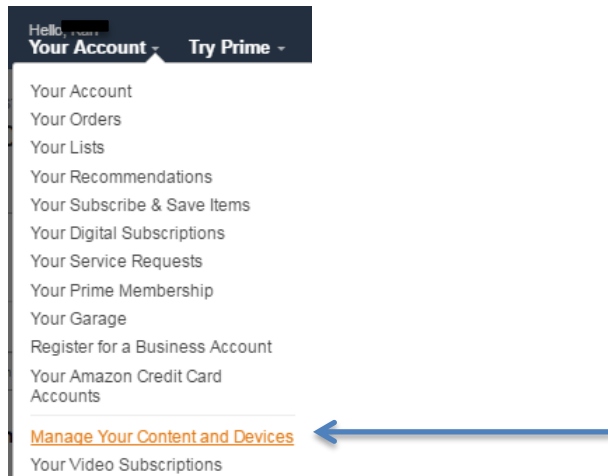 Hello,
Your Account Try Prime
Your Account
Your Orders
Your Lists
Your Recommendations
Your Subscribe & Save Items
Your Digital Subscriptions
Your Service Requests
Your Prime Membership
Your Garage
Register for a Business Account
Your Amazon Credit Card
Accounts
Manage Your Content and Devices
Your Video Subscriptions